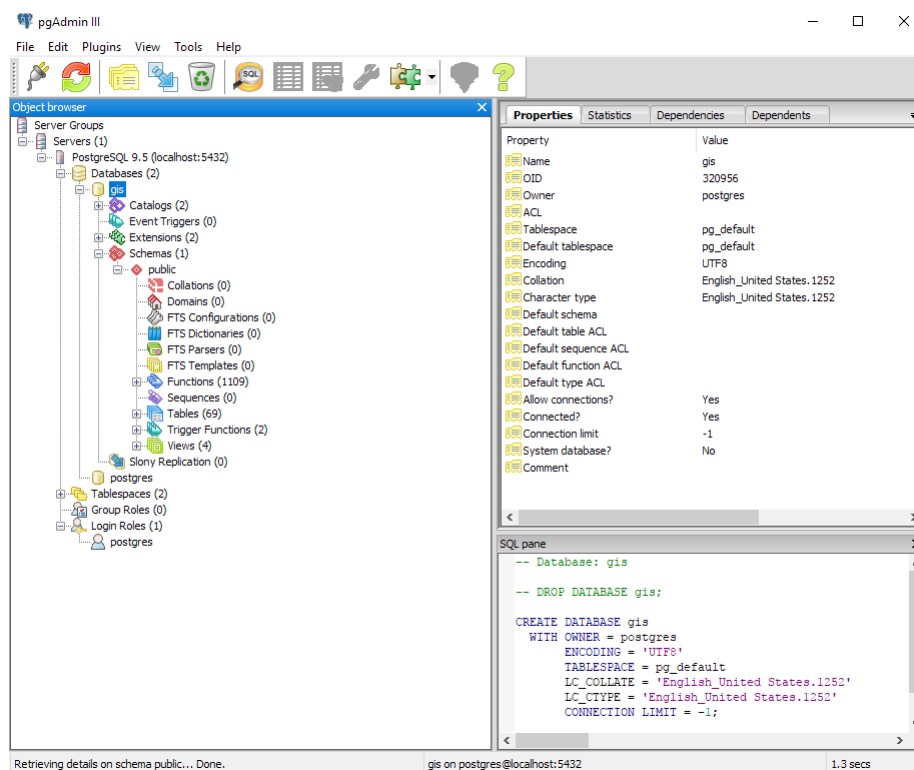 pgAdmin III
File Edit Plugins View Tools Help
SQL
Object browser
Server Groups
Servers (1)
PostgreSQL 9.5 (localhost:5432)
Databases (2)
gis
Catalogs (2)
Event Triggers (0)
Extensions (2)
Schemas (1)
public
Collations (0)
Domains (0)
FTS Configurations (0)
FTS Dictionaries (0)
FTS Parsers (0)
FTS Templates (0)
Functions (1109)
Sequences (0)
Tables (69)
Trigger Functions (2)
Views (4)
Slony Replication (0)
postgres
Tablespaces (2)
Group Roles (0)
Login Roles (1)
postgres
Properties Statistics Dependencies Dependents
Property Value
Name gis
OID 320956
Owner postgres
ACL
Tablespace pg_default
Default tablespace pg_default
Encoding UTF8
Collation English_United States.1252
Character type English_United States.1252
Default schema
Default table ACL
Default sequence ACL
Default function ACL
Default type ACL
Allow connections? Yes
Connected? Yes
Connection limit -1
System database? No
Comment
SQL pane
-- Database: gis
-- DROP DATABASE gis;
CREATE DATABASE gis
WITH OWNER = postgres
ENCODING = 'UTF8'
TABLESPACE = pg_default
LC_COLLATE = 'English_United States.1252'
LC_CTYPE = 'English_United States.1252'
CONNECTION LIMIT = -1;
Retrieving details on schema public... Done. gis on postgres@localhost:5432 1.3 secs